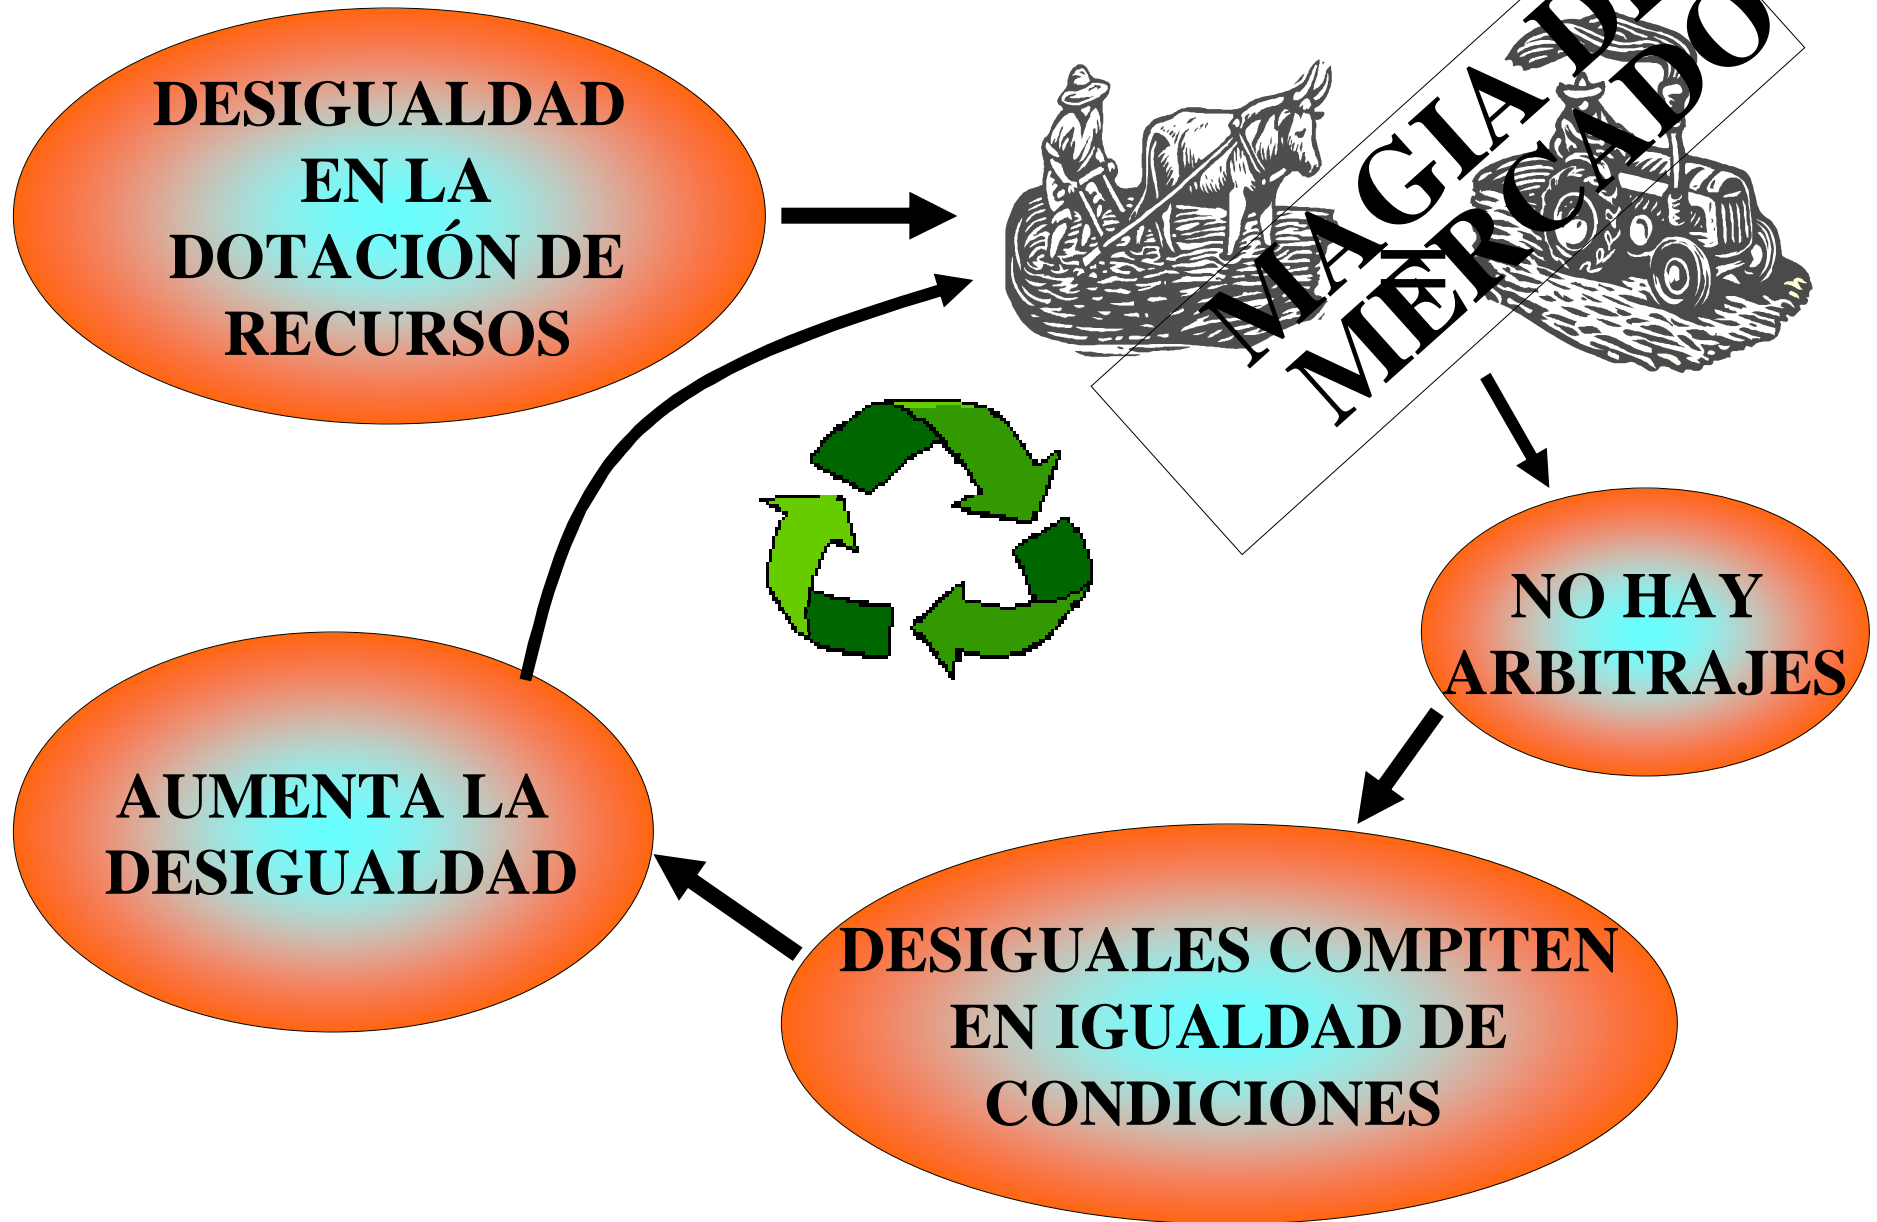 DESIGUALDAD
EN LA
DOTACIÓN DE
RECURSOS
MAGIA
MERCADO
=
NO HAY
ARBITRAJES
DESIGUALES COMPITEN
EN IGUALDAD DE
CONDICIONES
AUMENTA LA
DESIGUALDAD